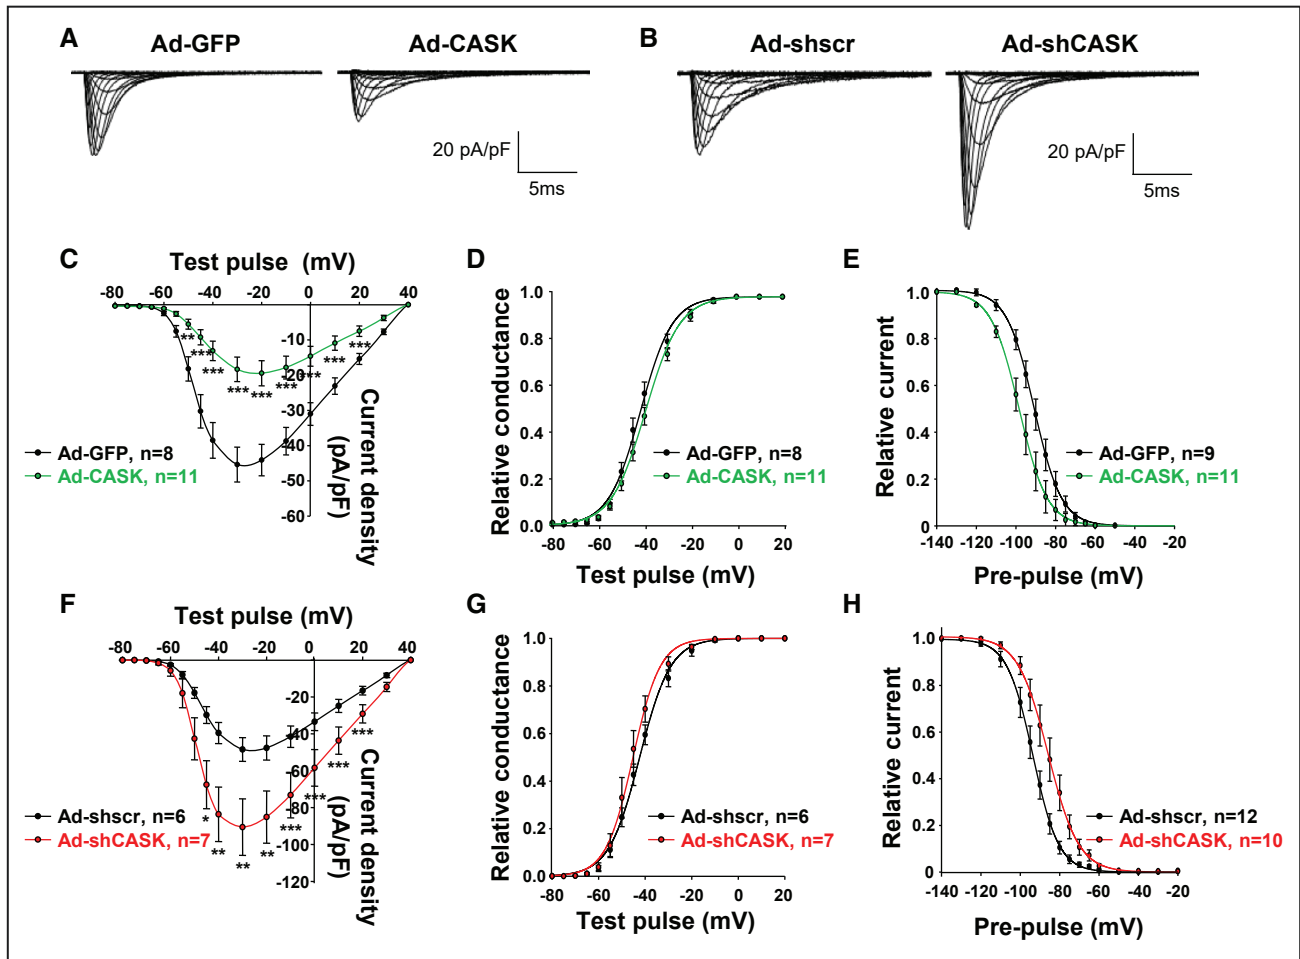 A
Ad-GFP
Ad-CASK
B
Ad-shscr
Ad-shCASK
20 pA/pF
5ms
20 pA/pF
5ms
C
Test pulse (mV)
-80 -60 -40 -20 0 20 40
-10
-20
-30
-40
-50
-60
** *** *** *** *** *** *** *** ***
Current density
(pA/pF)
Ad-GFP, n=8
Ad-CASK, n=11
D
Relative conductance
1.0
0.8
0.6
0.4
0.2
0.0
-80 -60 -40 -20 0 20
Test pulse (mV)
Ad-GFP, n=8
Ad-CASK, n=11
E
Relative current
1.0
0.8
0.6
0.4
0.2
0
-140 -120 -100 -80 -60 -40 -20
Pre-pulse (mV)
Ad-GFP, n=9
Ad-CASK, n=11
F
Test pulse (mV)
-80 -60 -40 -20 0 20 40
-20
-40
-60
-80
-100
-120
* ** ** ** *** *** *** ***
Current density
(pA/pF)
Ad-shscr, n=6
Ad-shCASK, n=7
G
Relative conductance
1.0
0.8
0.6
0.4
0.2
0.0
-80 -60 -40 -20 0 20
Test pulse (mV)
Ad-shscr, n=6
Ad-shCASK, n=7
H
Relative current
1.0
0.8
0.6
0.4
0.2
0
-140 -120 -100 -80 -60 -40 -20
Pre-pulse (mV)
Ad-shscr, n=12
Ad-shCASK, n=10